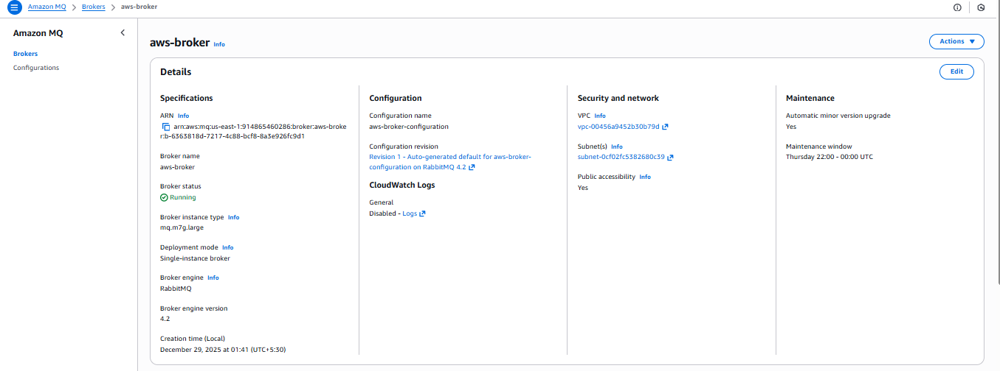 Amazon MQ > Brokers > aws-broker
Amazon MQ
Brokers
Configurations
aws-broker Info
Actions
Details
Edit
Specifications
ARN Info
arn:aws:mq:us-east-1:914865460286:broker:aws-broke
r:b-6363818d-7217-4c88-bcf8-8a3e926fc9d1
Broker name
aws-broker
Broker status
Running
Broker instance type Info
mq.m7g.large
Deployment mode Info
Single-instance broker
Broker engine Info
RabbitMQ
Broker engine version
4.2
Creation time (Local)
December 29, 2025 at 01:41 (UTC+5:30)
Configuration
Configuration name
aws-broker-configuration
Configuration revision
Revision 1 - Auto-generated default for aws-broker-
configuration on RabbitMQ 4.2
CloudWatch Logs
General
Disabled - Logs
Security and network
VPC Info
vpc-00456a9452b30b79d
Subnet(s) Info
subnet-0cf02fc5382680c39
Public accessibility Info
Yes
Maintenance
Automatic minor version upgrade
Yes
Maintenance window
Thursday 22:00 - 00:00 UTC